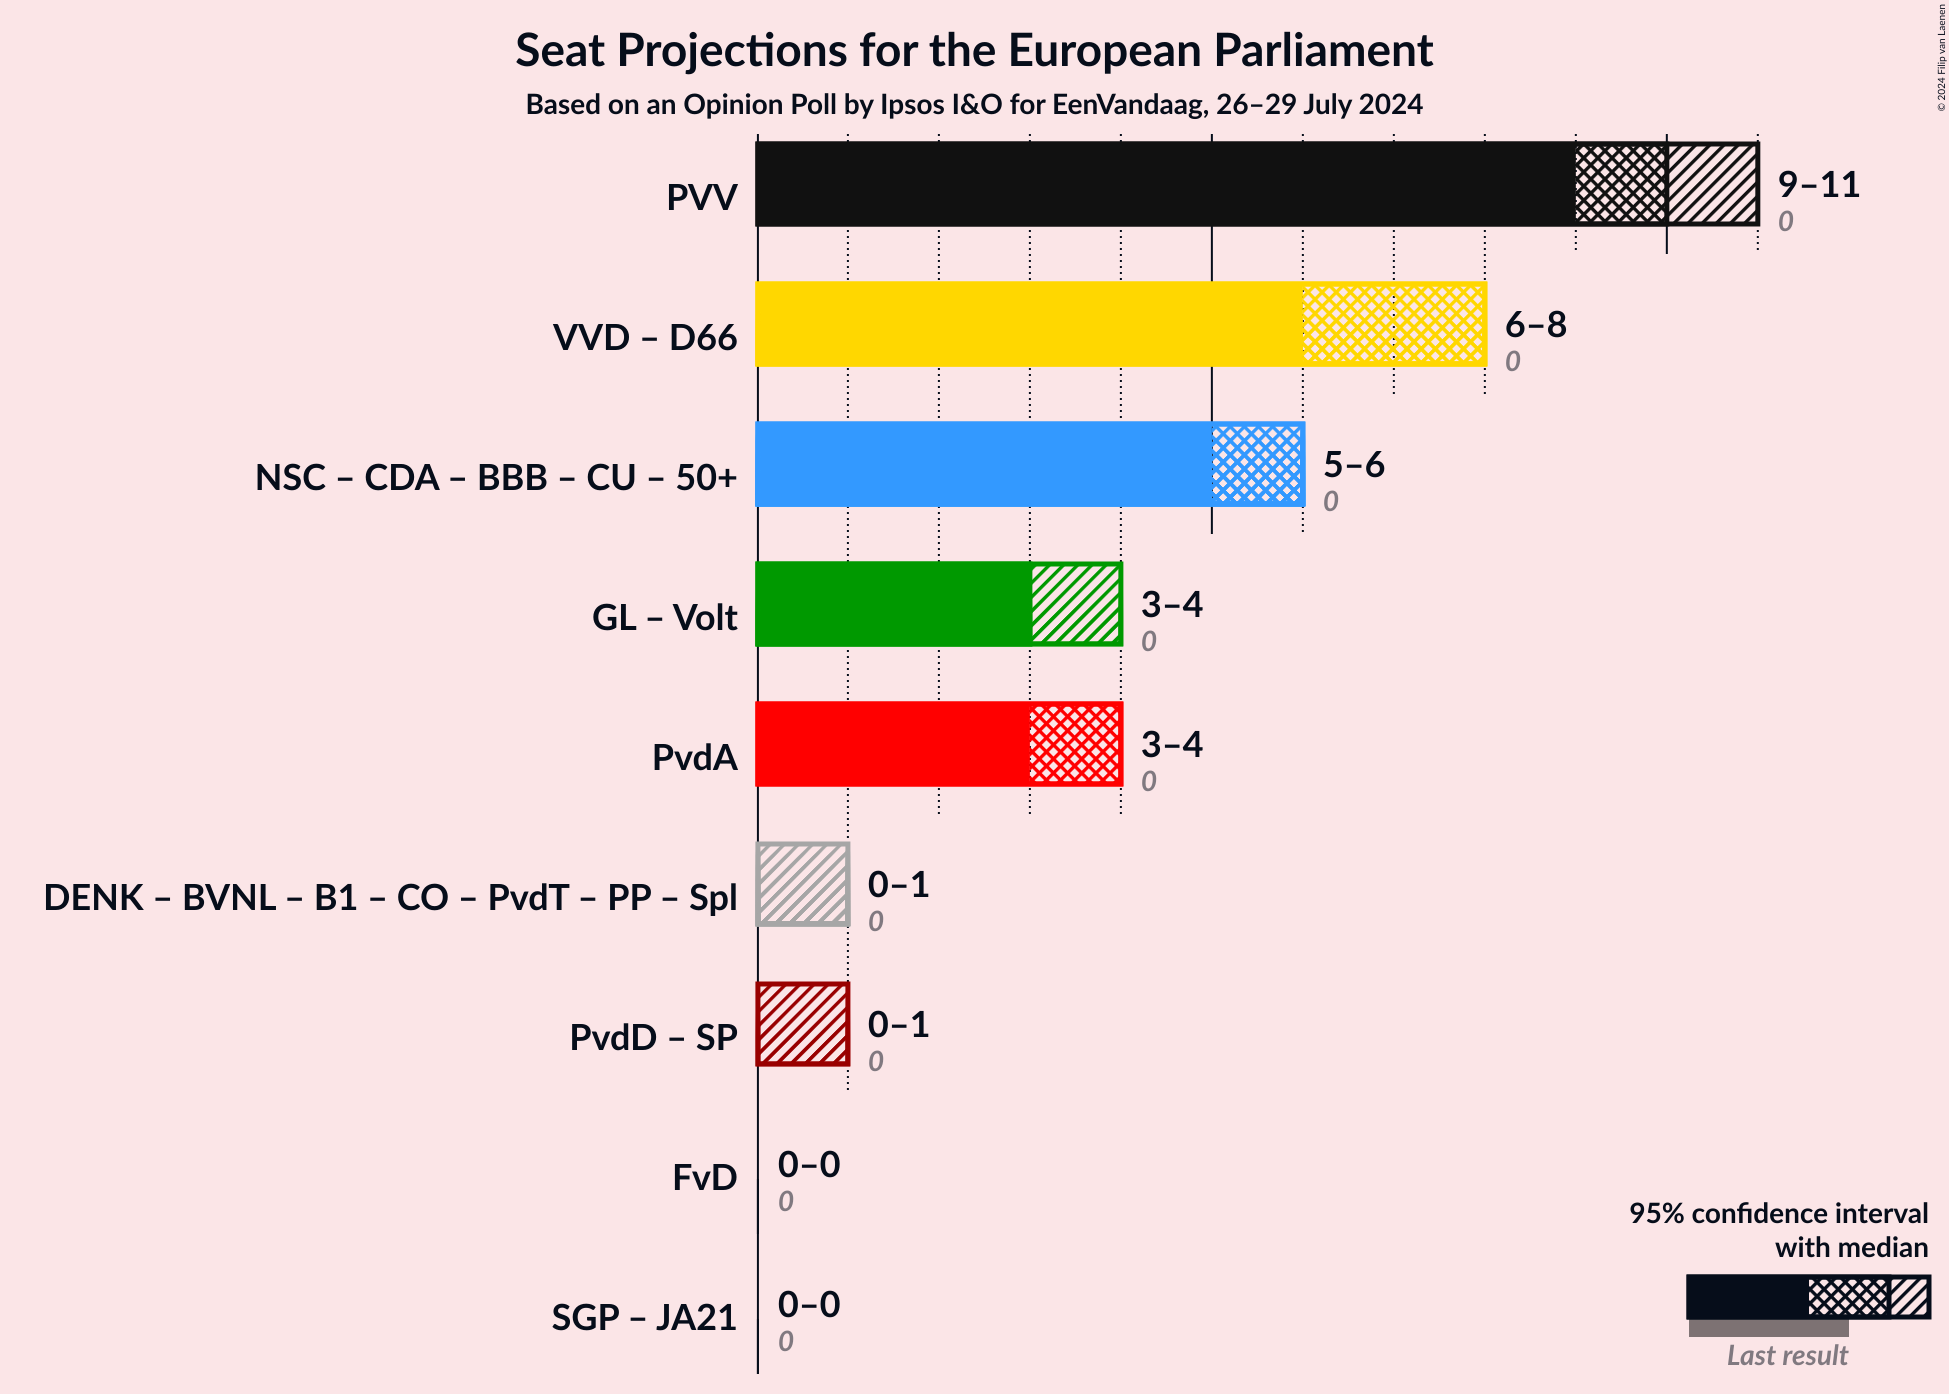 Seat Projections for the European Parliament
Based on an Opinion Poll by Ipsos I&O for EenVandaag, 26–29 July 2024
© 2024 Filip van Laenen
PVV
9–11
0
VVD – D66
6–8
0
NSC – CDA – BBB – CU – 50+
5–6
0
GL – Volt
3–4
0
PvdA
3–4
0
DENK – BVNL – B1 – CO – PvdT – PP – Spl
0–1
0
PvdD – SP
0–1
0
FvD
0–0
0
SGP – JA21
0–0
0
95% confidence interval
with median
Last result